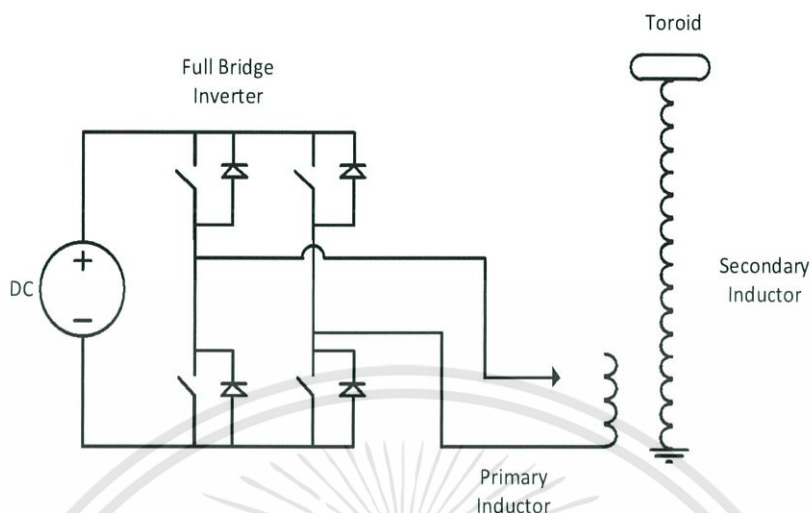 Toroid
Full Bridge
Inverter
+
DC
−
Secondary
Inductor
Primary
Inductor